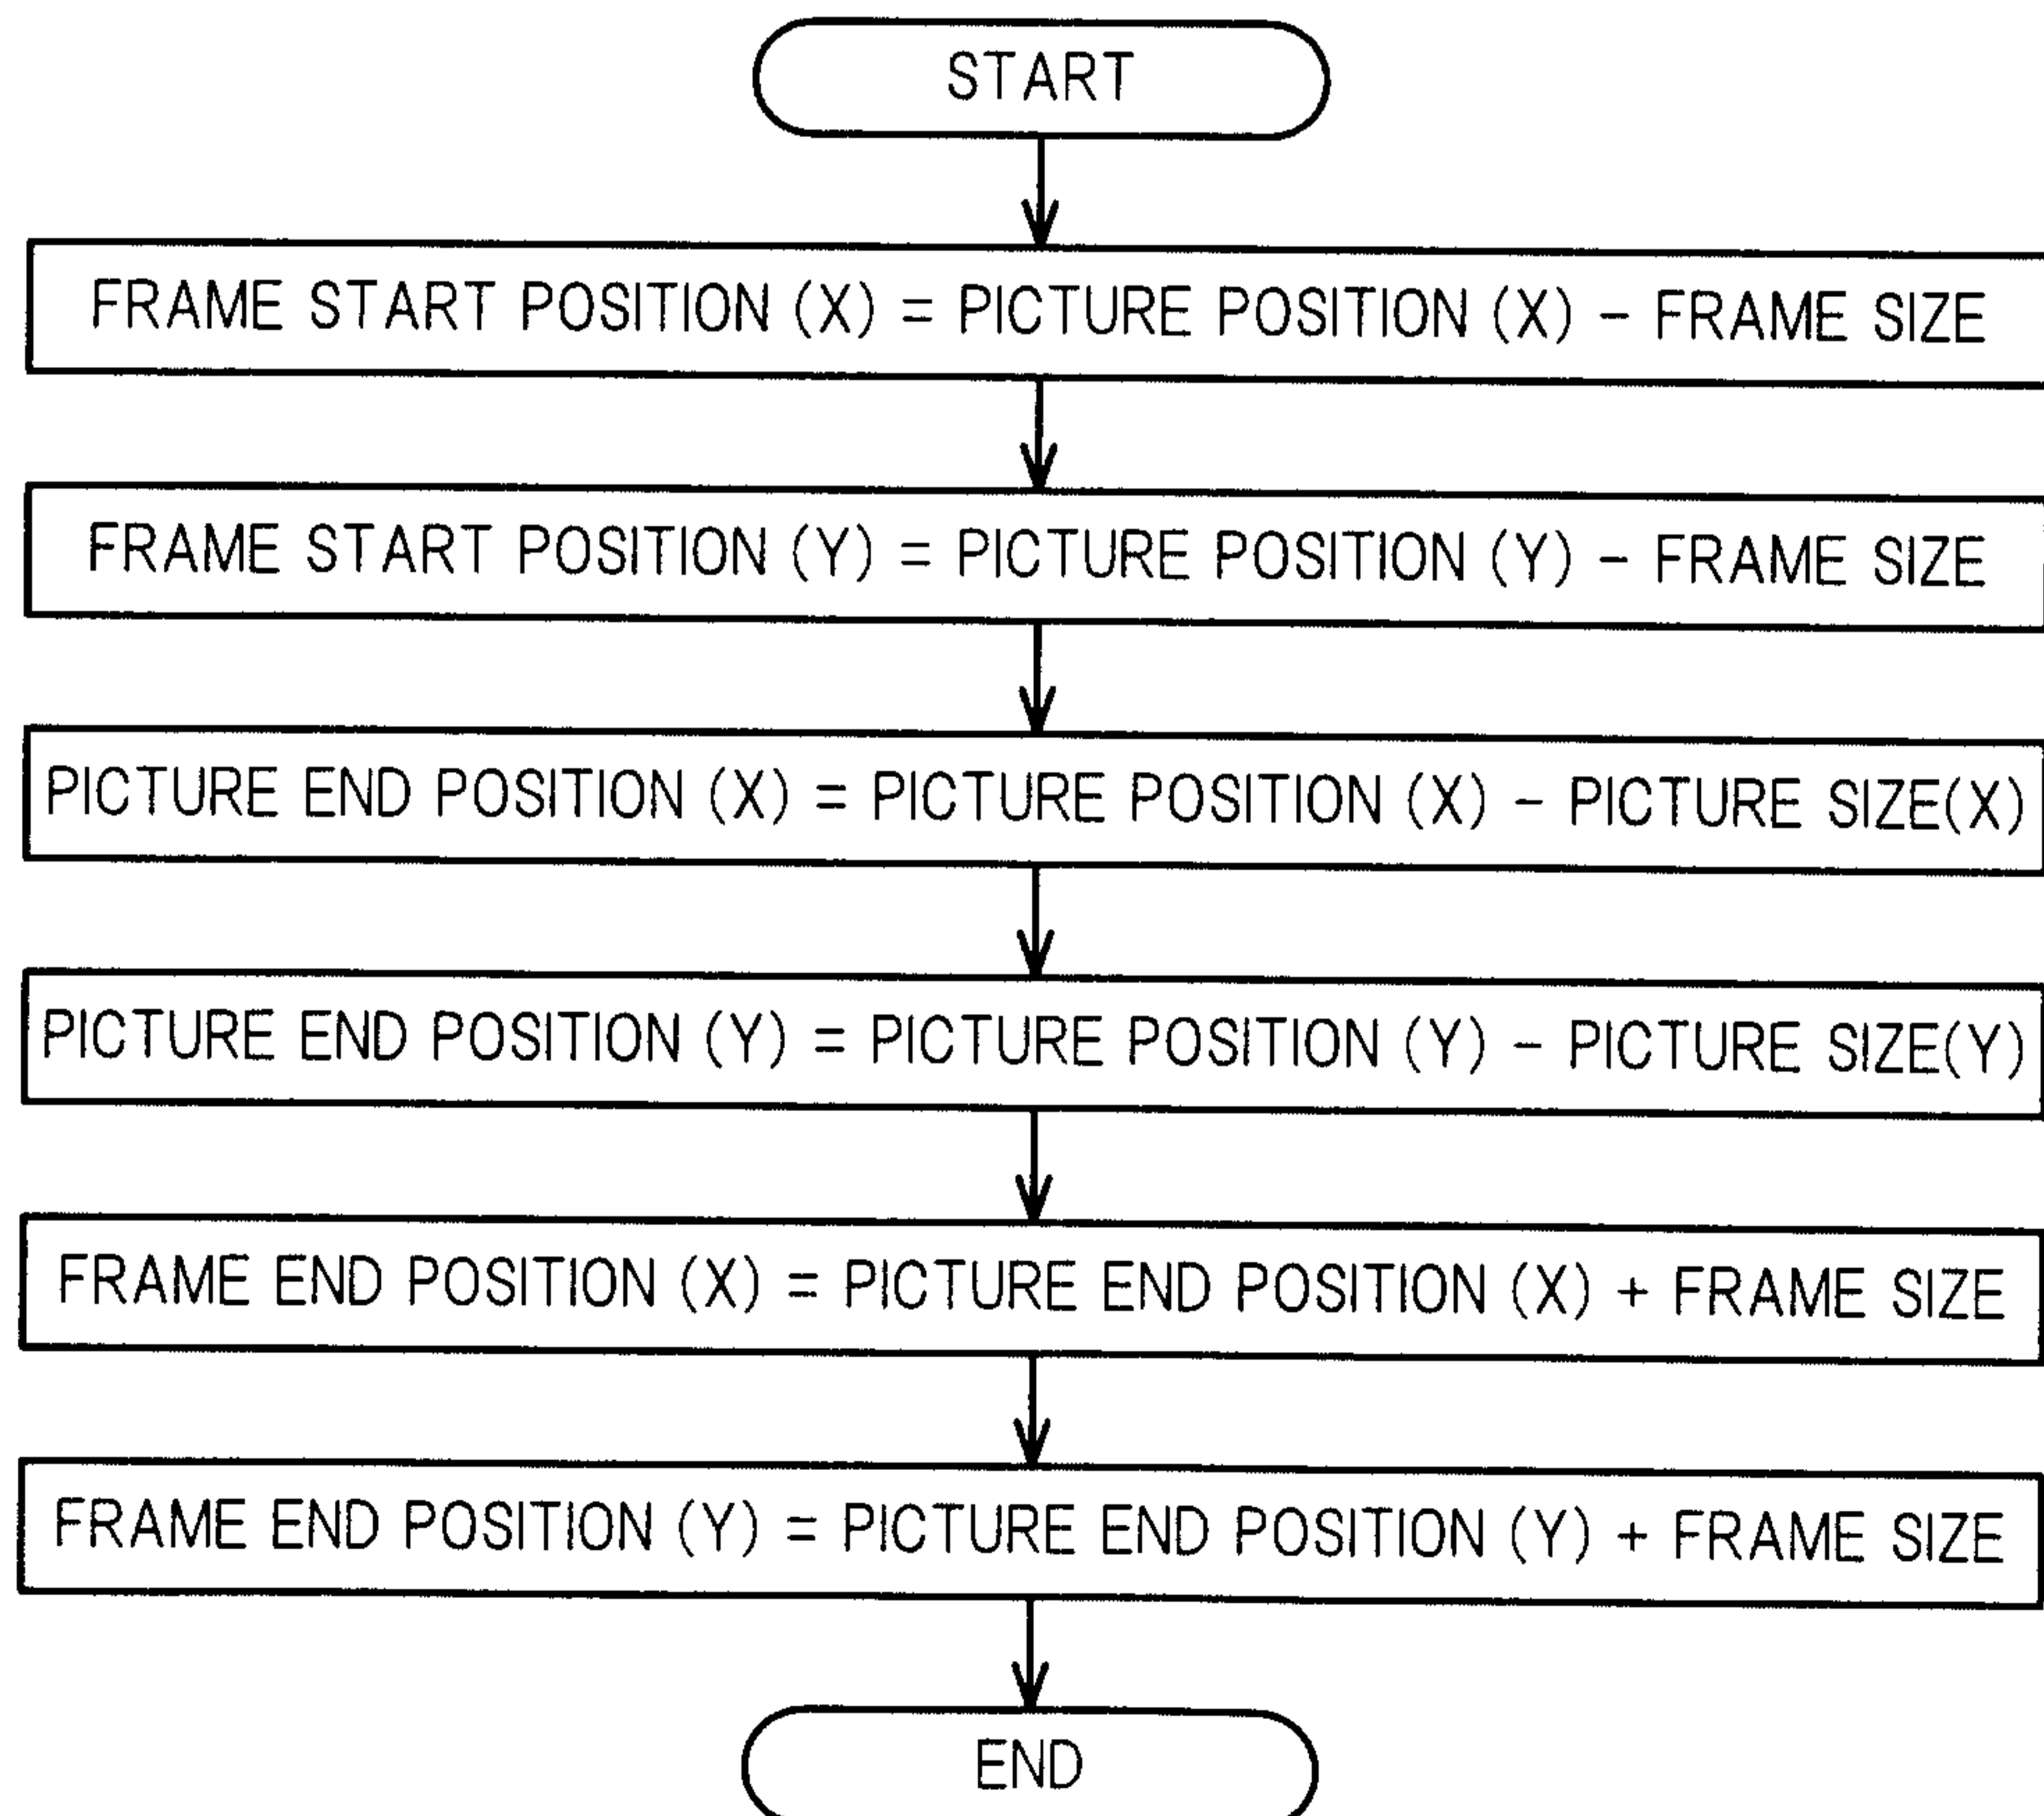 START
FRAME START POSITION (X) = PICTURE POSITION (X) – FRAME SIZE
FRAME START POSITION (Y) = PICTURE POSITION (Y) – FRAME SIZE
PICTURE END POSITION (X) = PICTURE POSITION (X) – PICTURE SIZE(X)
PICTURE END POSITION (Y) = PICTURE POSITION (Y) – PICTURE SIZE(Y)
FRAME END POSITION (X) = PICTURE END POSITION (X) + FRAME SIZE
FRAME END POSITION (Y) = PICTURE END POSITION (Y) + FRAME SIZE
END